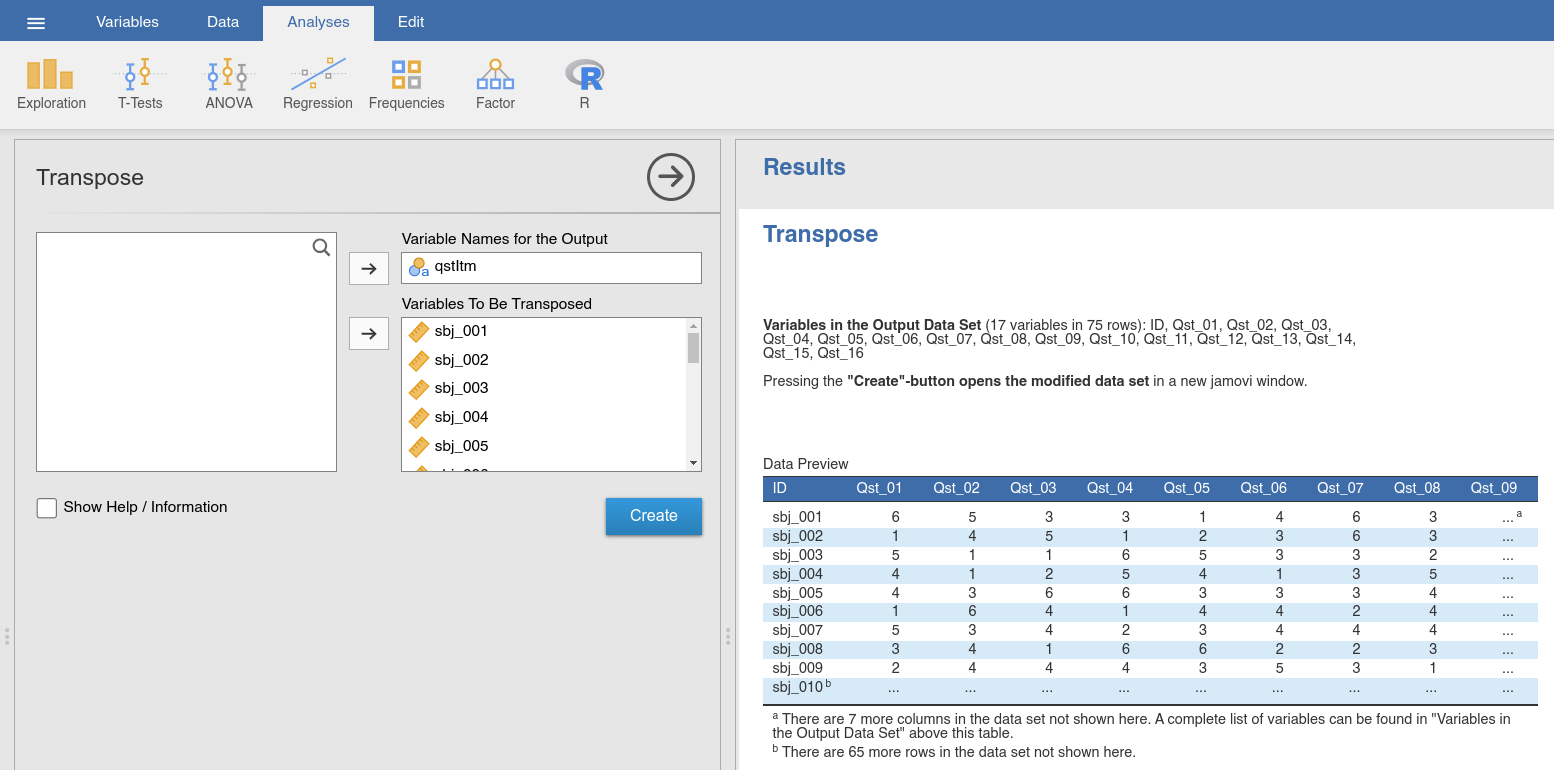 Variables Data Analyses Edit
Exploration T-Tests ANOVA Regression Frequencies Factor R
Transpose
Variable Names for the Output
a qstItm
Variables To Be Transposed
sbj_001
sbj_002
sbj_003
sbj_004
sbj_005
Show Help / Information
Create
Results
Transpose
Variables in the Output Data Set (17 variables in 75 rows): ID, Qst_01, Qst_02, Qst_03,
Qst_04, Qst_05, Qst_06, Qst_07, Qst_08, Qst_09, Qst_10, Qst_11, Qst_12, Qst_13, Qst_14,
Qst_15, Qst_16
Pressing the "Create"-button opens the modified data set in a new jamovi window.
Data Preview
ID Qst_01 Qst_02 Qst_03 Qst_04 Qst_05 Qst_06 Qst_07 Qst_08 Qst_09
sbj_001 6 5 3 3 1 4 6 3 ... a
sbj_002 1 4 5 1 2 3 6 3 ...
sbj_003 5 1 1 6 5 3 3 2 ...
sbj_004 4 1 2 5 4 1 3 5 ...
sbj_005 4 3 6 6 3 3 3 4 ...
sbj_006 1 6 4 1 4 4 2 4 ...
sbj_007 5 3 4 2 3 4 4 4 ...
sbj_008 3 4 1 6 6 2 2 3 ...
sbj_009 2 4 4 4 3 5 3 1 ...
sbj_010 b ... ... ... ... ... ... ... ... ...
a There are 7 more columns in the data set not shown here. A complete list of variables can be found in "Variables in
the Output Data Set" above this table.
b There are 65 more rows in the data set not shown here.